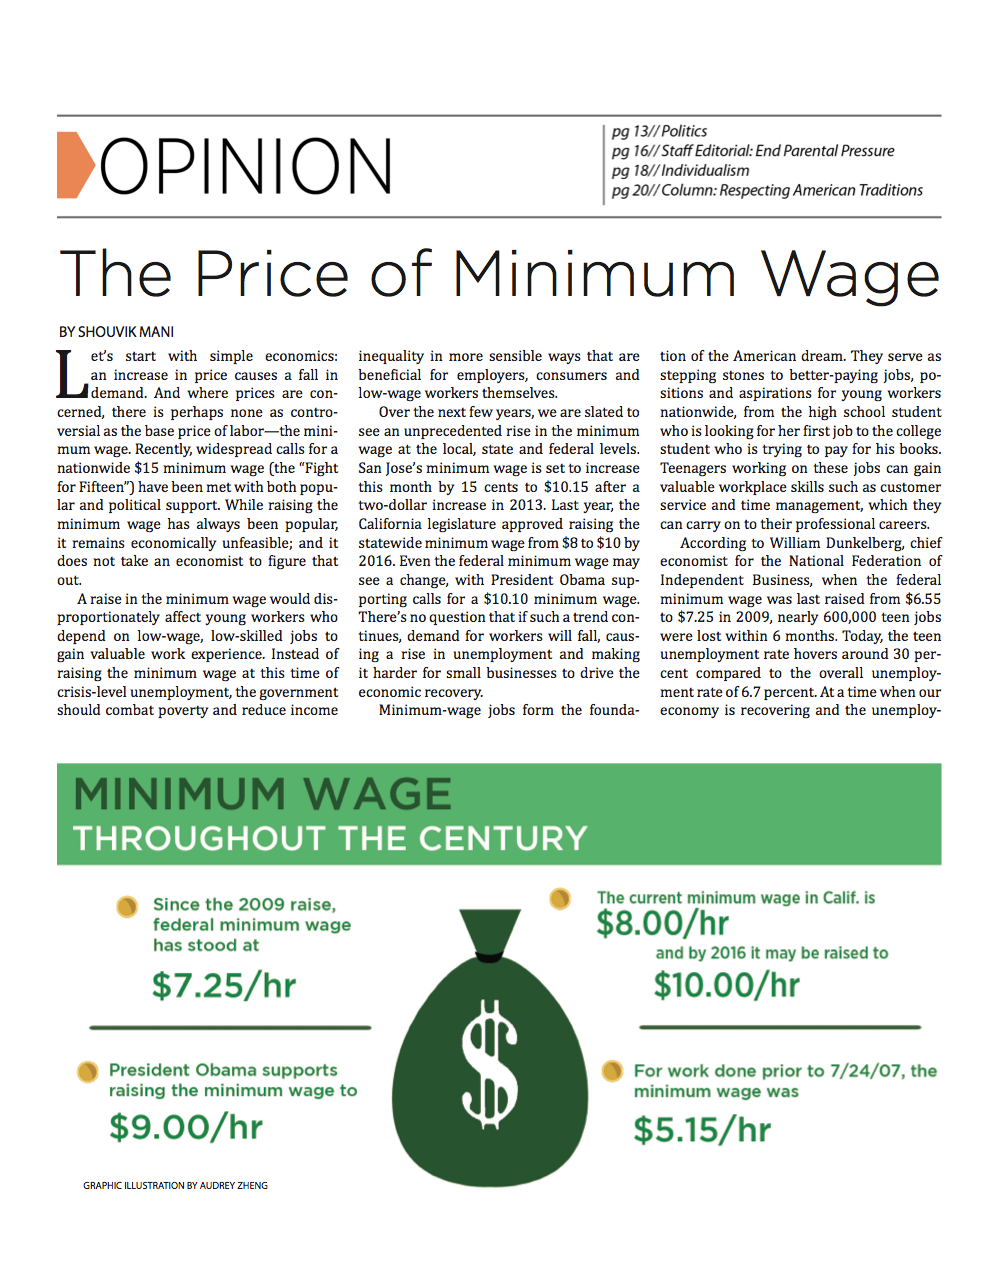 OPINION
pg 13// Politics
pg 16// Staff Editorial: End Parental Pressure
pg 18// Individualism
pg 20// Column: Respecting American Traditions
The Price of Minimum Wage
BY SHOUVIK MANI
Let’s start with simple economics:
an increase in price causes a fall in
demand. And where prices are con-
cerned, there is perhaps none as contro-
versial as the base price of labor—the mini-
mum wage. Recently, widespread calls for a
nationwide $15 minimum wage (the “Fight
for Fifteen”) have been met with both popu-
lar and political support. While raising the
minimum wage has always been popular,
it remains economically unfeasible; and it
does not take an economist to figure that
out.
A raise in the minimum wage would dis-
proportionately affect young workers who
depend on low-wage, low-skilled jobs to
gain valuable work experience. Instead of
raising the minimum wage at this time of
crisis-level unemployment, the government
should combat poverty and reduce income
inequality in more sensible ways that are
beneficial for employers, consumers and
low-wage workers themselves.
Over the next few years, we are slated to
see an unprecedented rise in the minimum
wage at the local, state and federal levels.
San Jose’s minimum wage is set to increase
this month by 15 cents to $10.15 after a
two-dollar increase in 2013. Last year, the
California legislature approved raising the
statewide minimum wage from $8 to $10 by
2016. Even the federal minimum wage may
see a change, with President Obama sup-
porting calls for a $10.10 minimum wage.
There’s no question that if such a trend con-
tinues, demand for workers will fall, caus-
ing a rise in unemployment and making
it harder for small businesses to drive the
economic recovery.
Minimum-wage jobs form the founda-
tion of the American dream. They serve as
stepping stones to better-paying jobs, po-
sitions and aspirations for young workers
nationwide, from the high school student
who is looking for her first job to the college
student who is trying to pay for his books.
Teenagers working on these jobs can gain
valuable workplace skills such as customer
service and time management, which they
can carry on to their professional careers.
According to William Dunkelberg, chief
economist for the National Federation of
Independent Business, when the federal
minimum wage was last raised from $6.55
to $7.25 in 2009, nearly 600,000 teen jobs
were lost within 6 months. Today, the teen
unemployment rate hovers around 30 per-
cent compared to the overall unemploy-
ment rate of 6.7 percent. At a time when our
economy is recovering and the unemploy-
MINIMUM WAGE
THROUGHOUT THE CENTURY
Since the 2009 raise,
federal minimum wage
has stood at
$7.25/hr
The current minimum wage in Calif. is
$8.00/hr
and by 2016 it may be raised to
$10.00/hr
President Obama supports
raising the minimum wage to
$9.00/hr
$
For work done prior to 7/24/07, the
minimum wage was
$5.15/hr
GRAPHIC ILLUSTRATION BY AUDREY ZHENG